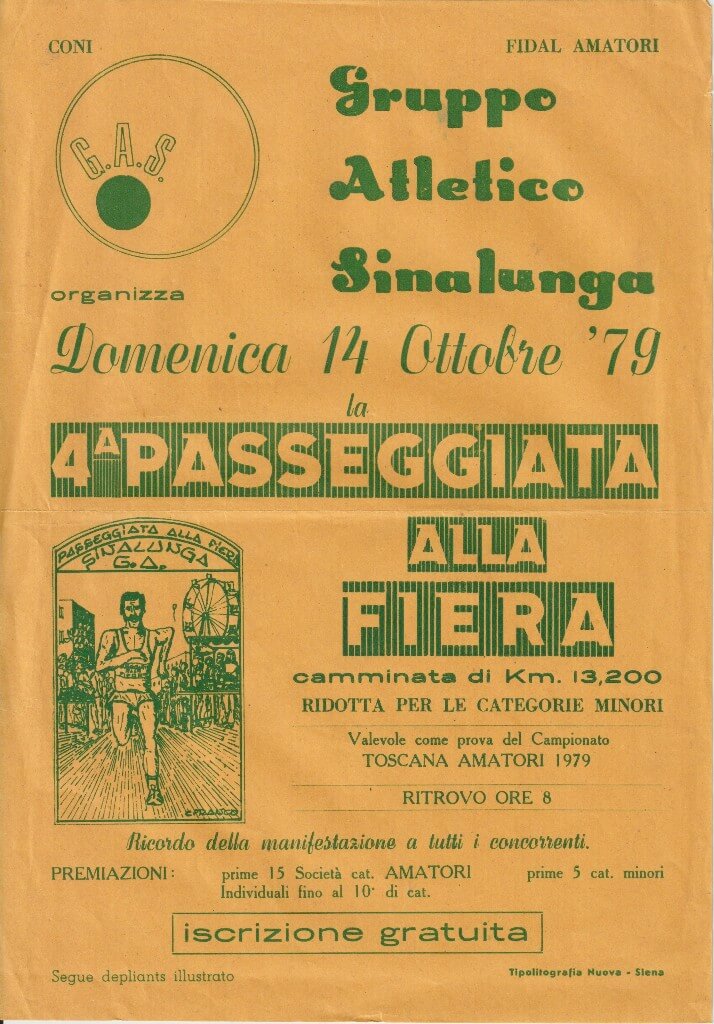 CONI
FIDAL AMATORI
G.A.S.
Gruppo
Atletico
Sinalunga
organizza
Domenica 14 Ottobre '79
la
4A PASSEGGIATA
ALLA
FIERA
PASSEGGIATA ALLA FIERA
SINALUNGA
G.A.
camminata di Km. 13,200
RIDOTTA PER LE CATEGORIE MINORI
Valevole come prova del Campionato
TOSCANA AMATORI 1979
RITROVO ORE 8
Ricordo della manifestazione a tutti i concorrenti.
PREMIAZIONI: prime 15 Società cat. AMATORI prime 5 cat. minori
Individuali fino al 10° di cat.
iscrizione gratuita
Segue depliants illustrato
Tipolitografia Nuova - Siena